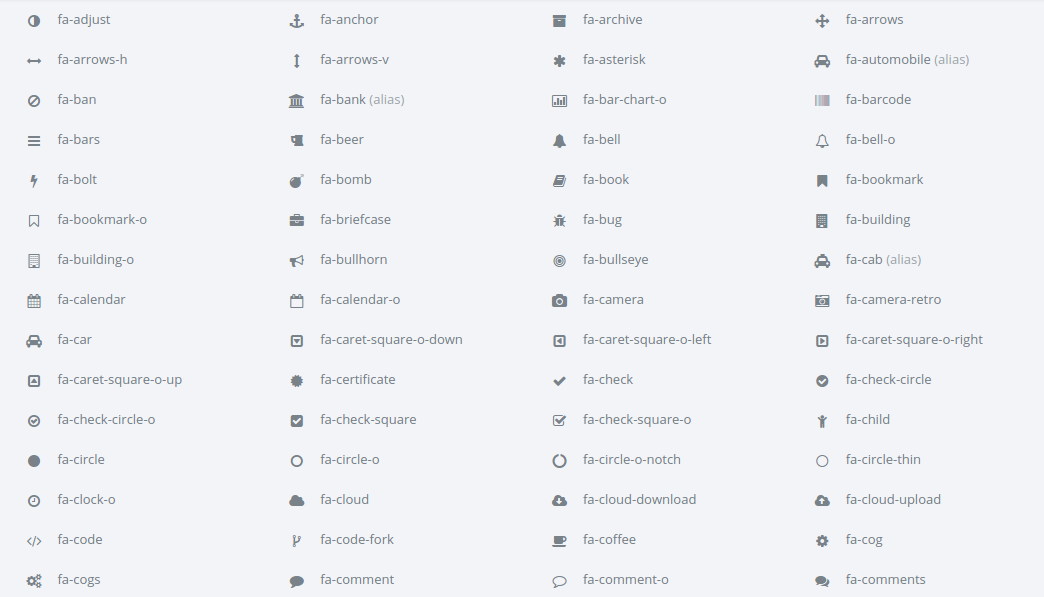 fa-adjust fa-anchor fa-archive fa-arrows
fa-arrows-h fa-arrows-v fa-asterisk fa-automobile (alias)
fa-ban fa-bank (alias) fa-bar-chart-o fa-barcode
fa-bars fa-beer fa-bell fa-bell-o
fa-bolt fa-bomb fa-book fa-bookmark
fa-bookmark-o fa-briefcase fa-bug fa-building
fa-building-o fa-bullhorn fa-bullseye fa-cab (alias)
fa-calendar fa-calendar-o fa-camera fa-camera-retro
fa-car fa-caret-square-o-down fa-caret-square-o-left fa-caret-square-o-right
fa-caret-square-o-up fa-certificate fa-check fa-check-circle
fa-check-circle-o fa-check-square fa-check-square-o fa-child
fa-circle fa-circle-o fa-circle-o-notch fa-circle-thin
fa-clock-o fa-cloud fa-cloud-download fa-cloud-upload
fa-code fa-code-fork fa-coffee fa-cog
fa-cogs fa-comment fa-comment-o fa-comments